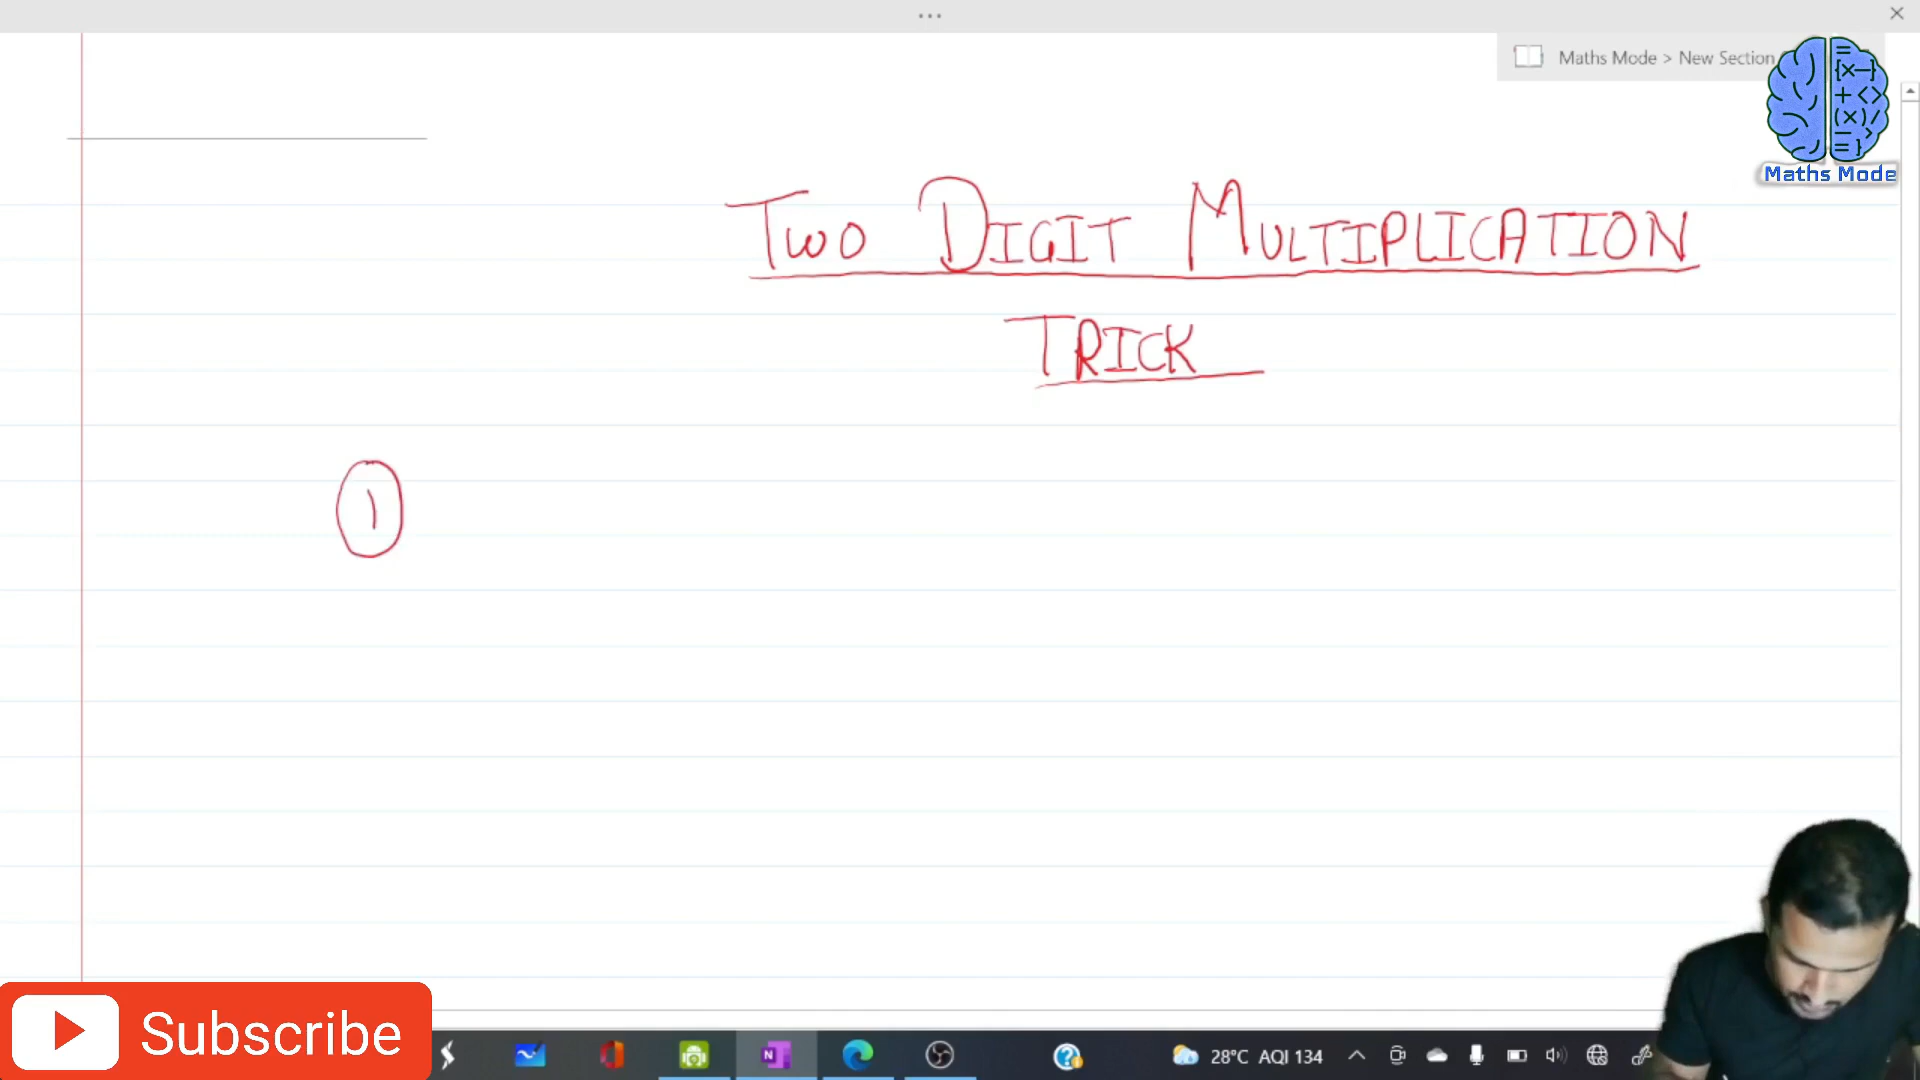 ...
Maths Mode > New Section
= {x-} + <> (x) / - > = }
Maths Mode
TWO DIGIT MULTIPLICATION
TRICK
1
Subscribe
N
28°C AQI 134